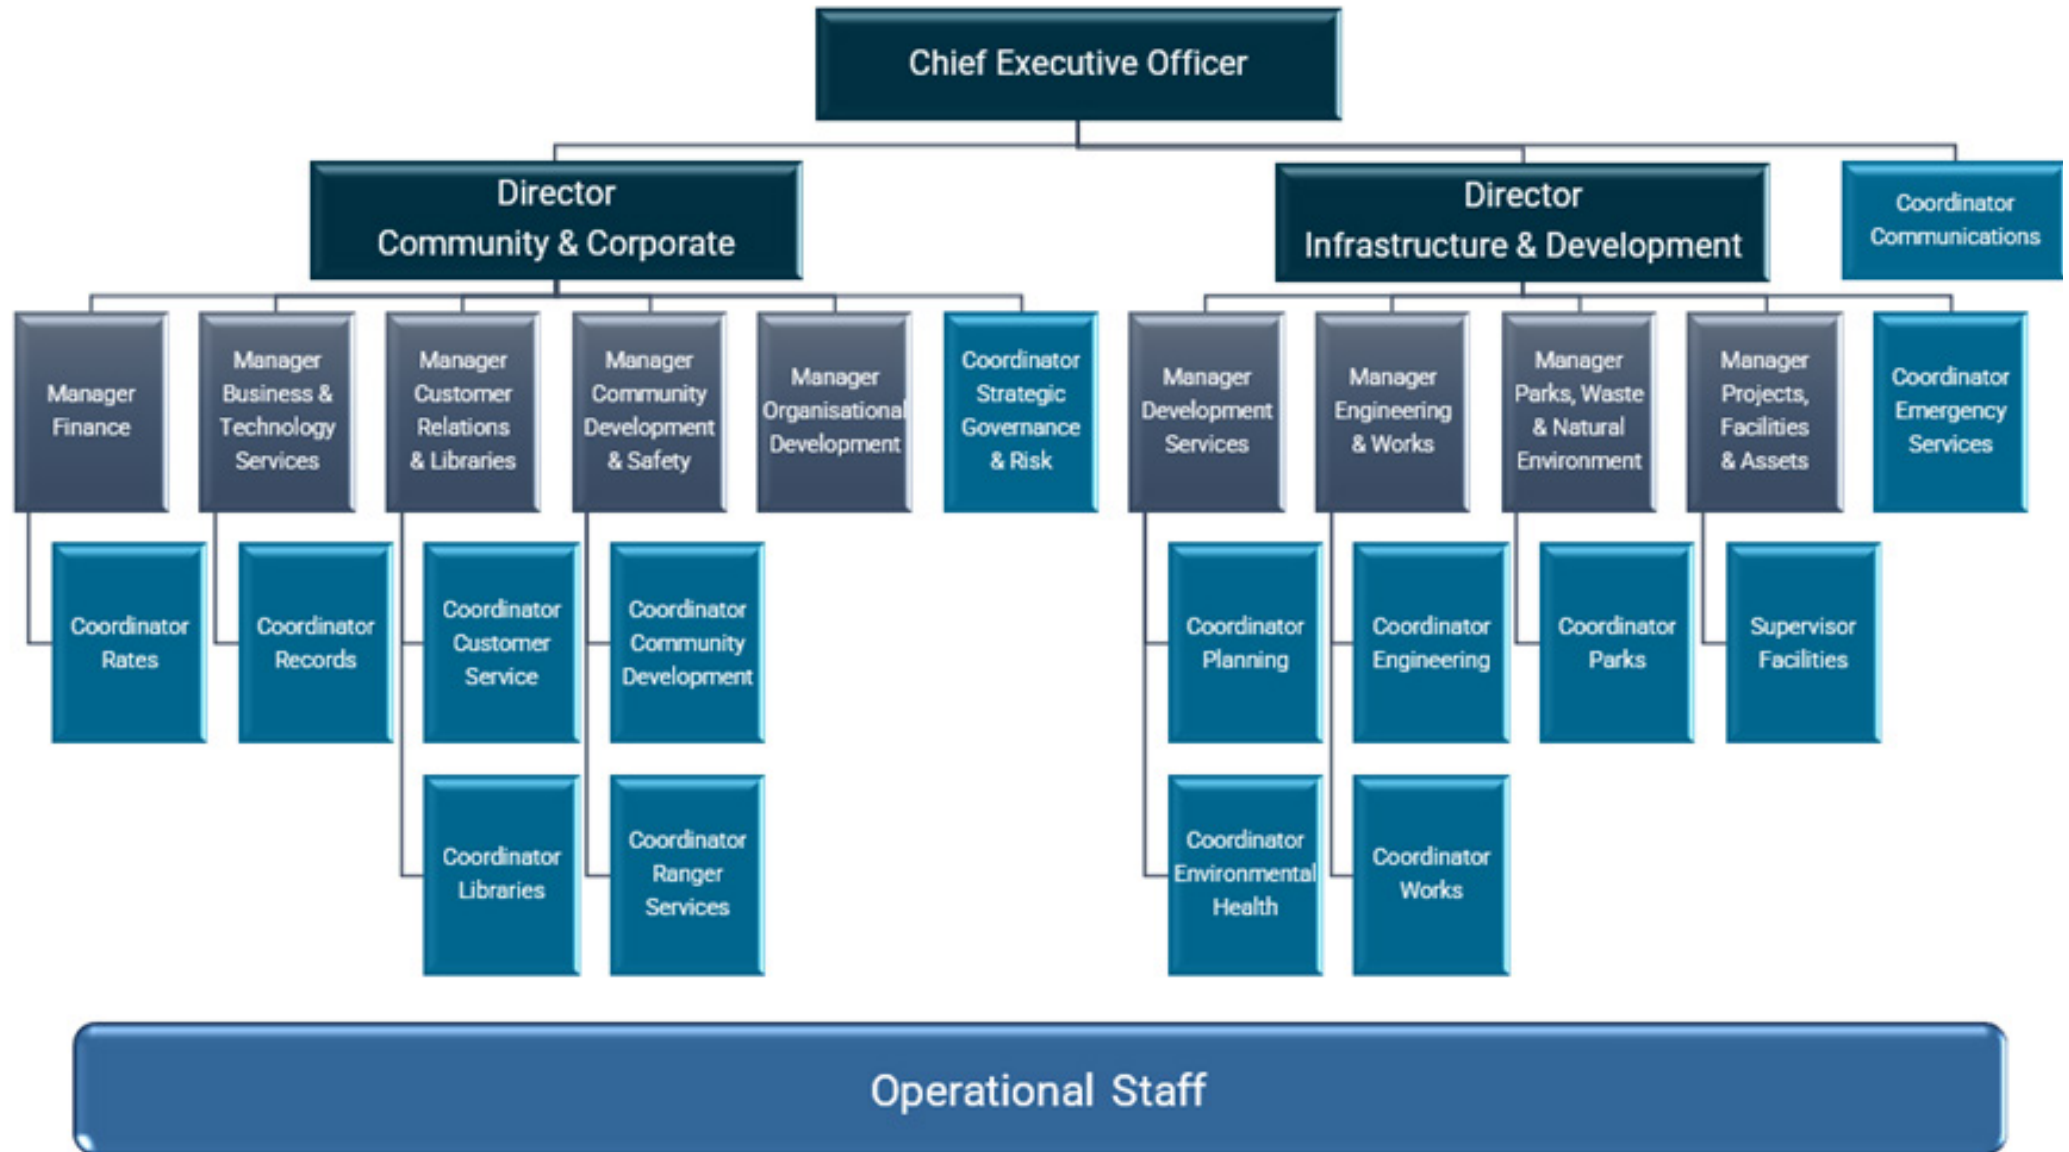 Chief Executive Officer
Director
Community & Corporate
Director
Infrastructure & Development
Coordinator
Communications
Manager
Finance
Manager
Business &
Technology
Services
Manager
Customer
Relations
& Libraries
Manager
Community
Development
& Safety
Manager
Organisational
Development
Coordinator
Strategic
Governance
& Risk
Manager
Development
Services
Manager
Engineering
& Works
Manager
Parks, Waste
& Natural
Environment
Manager
Projects,
Facilities
& Assets
Coordinator
Emergency
Services
Coordinator
Rates
Coordinator
Records
Coordinator
Customer
Service
Coordinator
Community
Development
Coordinator
Planning
Coordinator
Engineering
Coordinator
Parks
Supervisor
Facilities
Coordinator
Libraries
Coordinator
Ranger
Services
Coordinator
Environmental
Health
Coordinator
Works
Operational Staff